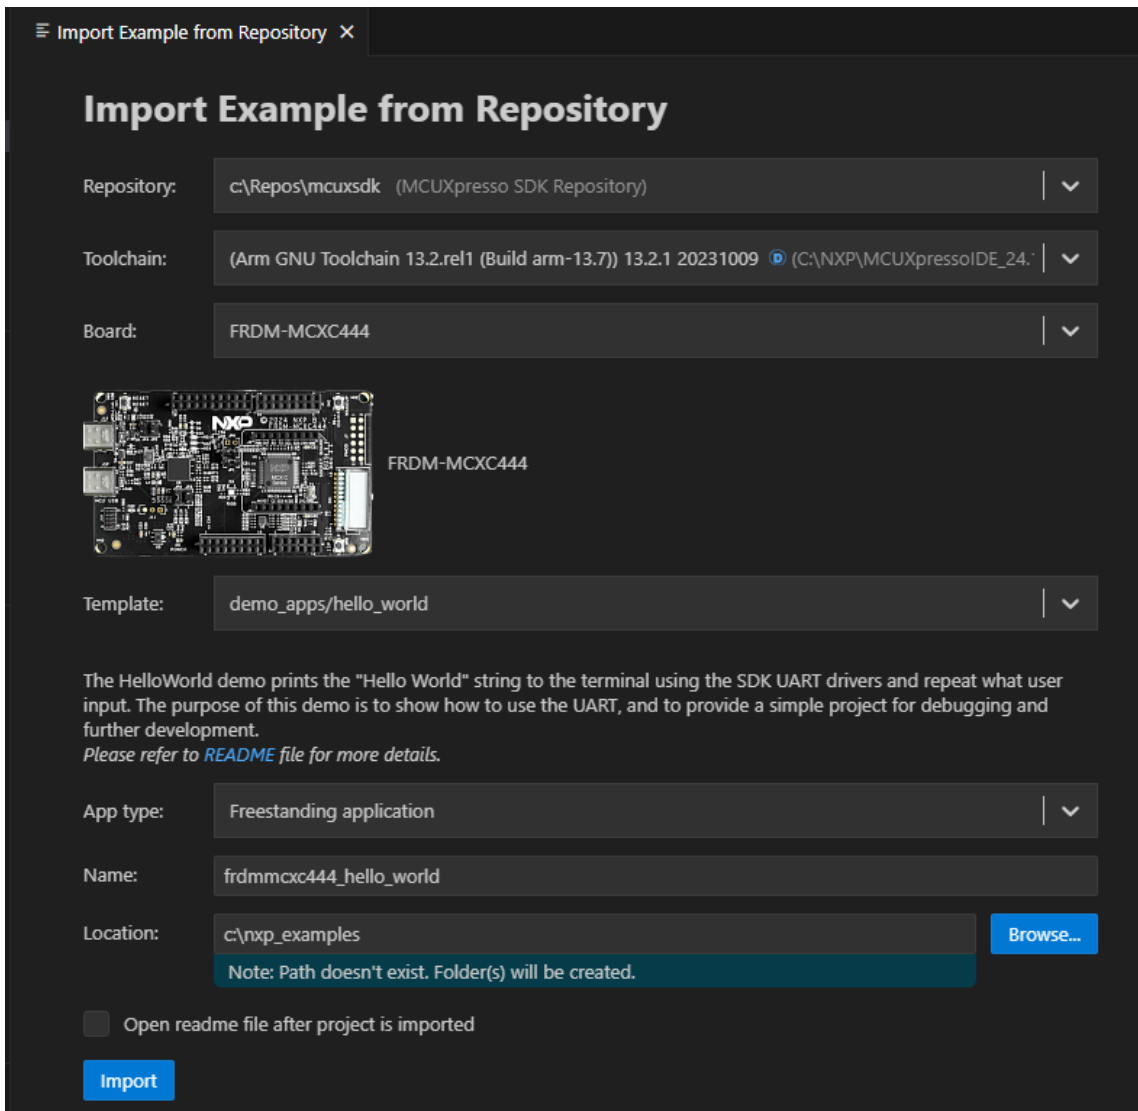 Import Example from Repository
Import Example from Repository
Repository: c:\Repos\mcuxsdk (MCUXpresso SDK Repository)
Toolchain: (Arm GNU Toolchain 13.2.rel1 (Build arm-13.7)) 13.2.1 20231009 D (C:\NXP\MCUXpressoIDE_24.
Board: FRDM-MCXC444
NXP
FRDM-MCXC444
Template: demo_apps/hello_world
The HelloWorld demo prints the "Hello World" string to the terminal using the SDK UART drivers and repeat what user
input. The purpose of this demo is to show how to use the UART, and to provide a simple project for debugging and
further development.
Please refer to README file for more details.
App type: Freestanding application
Name: frdmmcxc444_hello_world
Location: c:\nxp_examples
Browse...
Note: Path doesn't exist. Folder(s) will be created.
Open readme file after project is imported
Import